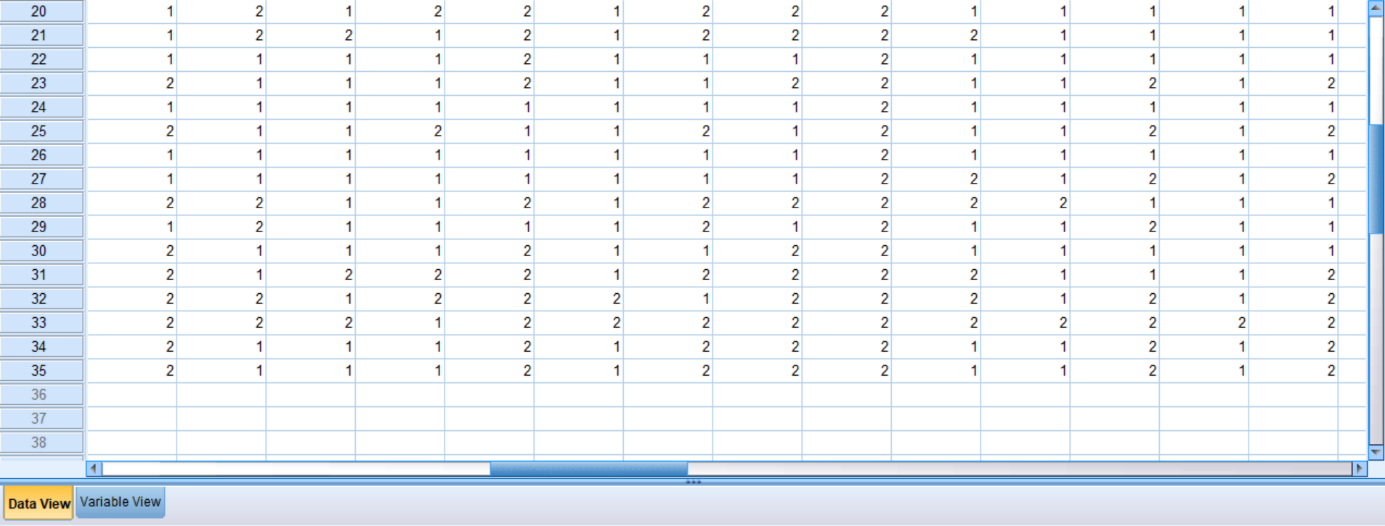 20 1 2 1 2 2 1 2 2 2 1 1 1 1 1
21 1 2 2 1 2 1 2 2 2 2 1 1 1 1
22 1 1 1 1 2 1 1 1 2 1 1 1 1 1
23 2 1 1 1 2 1 1 2 2 1 1 2 1 2
24 1 1 1 1 1 1 1 1 2 1 1 1 1 1
25 2 1 1 2 1 1 2 1 2 1 1 2 1 2
26 1 1 1 1 1 1 1 1 2 1 1 1 1 1
27 1 1 1 1 1 1 1 1 2 2 1 2 1 2
28 2 2 1 1 2 1 2 2 2 2 2 1 1 1
29 1 2 1 1 1 1 2 1 2 1 1 2 1 1
30 2 1 1 1 2 1 1 2 2 1 1 1 1 1
31 2 1 2 2 2 1 2 2 2 2 1 1 1 2
32 2 2 1 2 2 2 1 2 2 2 1 2 1 2
33 2 2 2 1 2 2 2 2 2 2 2 2 2 2
34 2 1 1 1 2 1 2 2 2 1 1 2 1 2
35 2 1 1 1 2 1 2 2 2 1 1 2 1 2
36
37
38
Data View Variable View